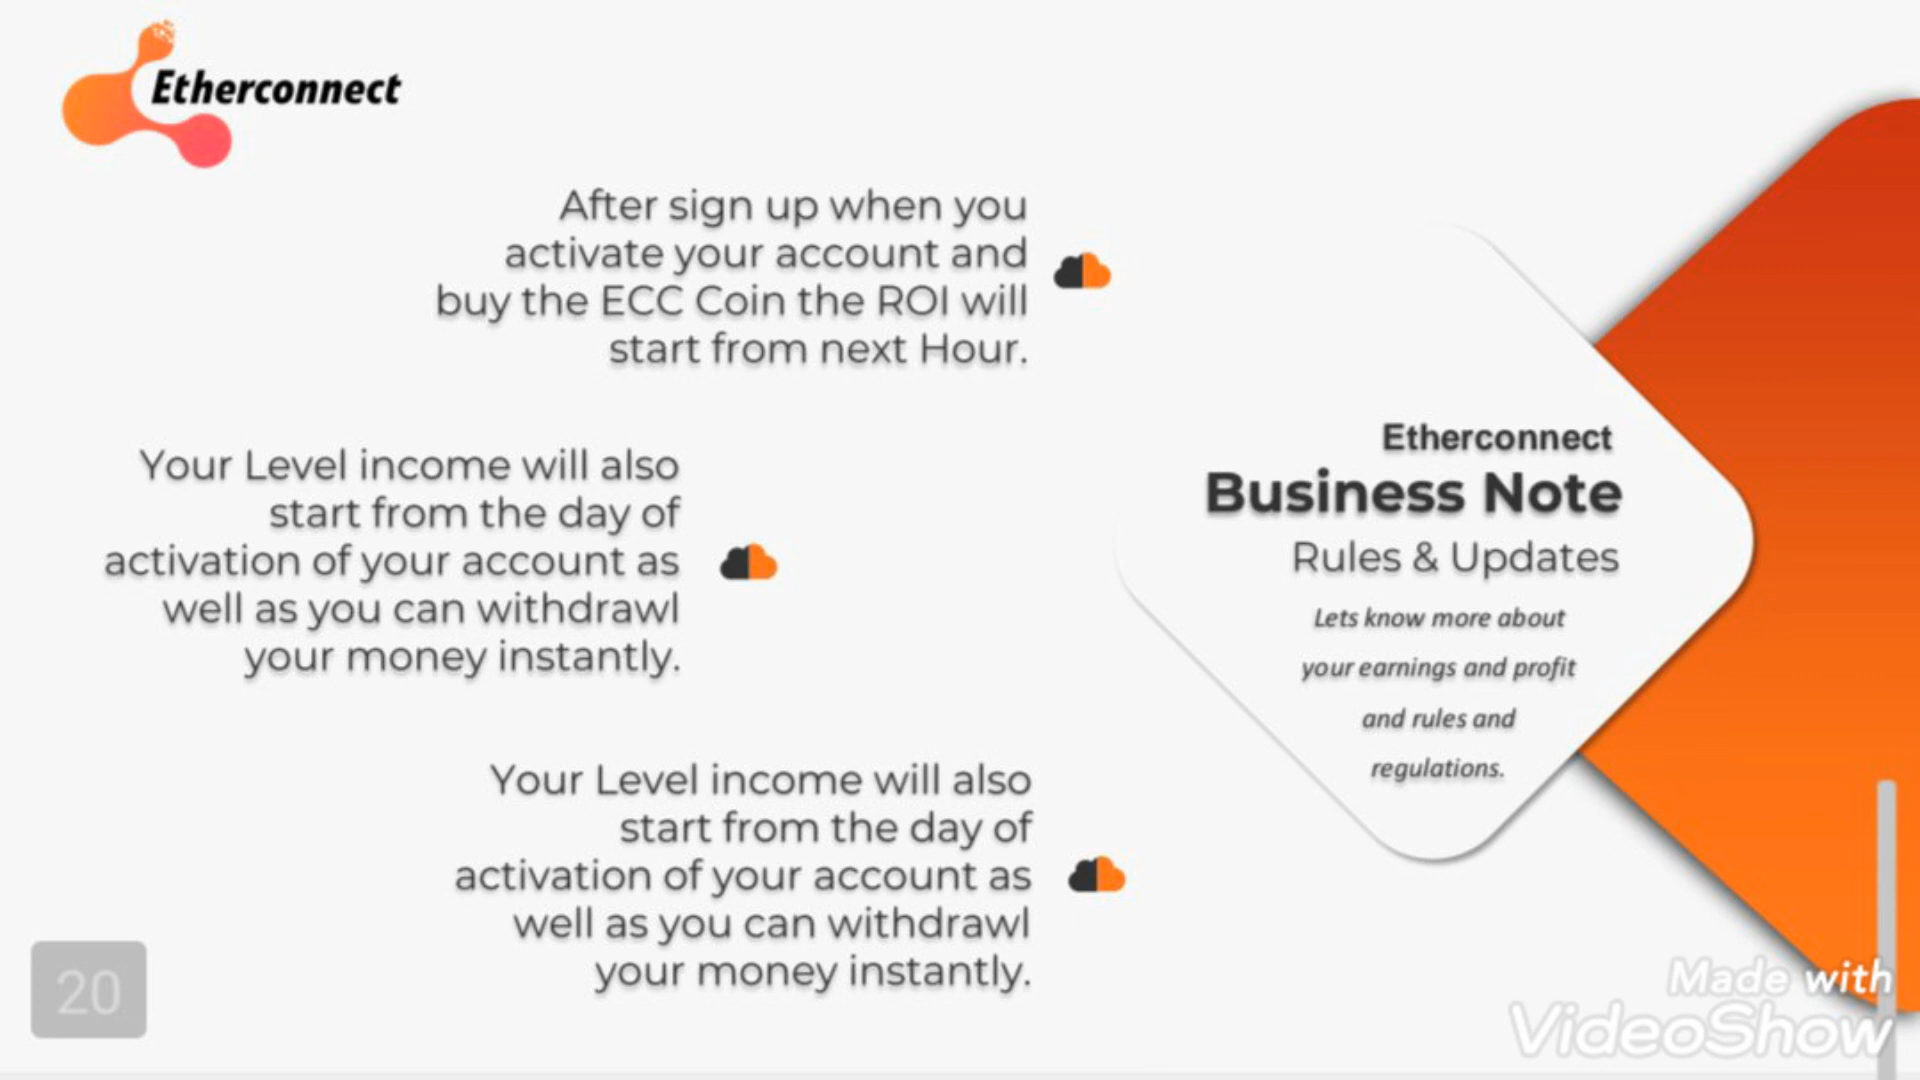 Etherconnect
After sign up when you
activate your account and
buy the ECC Coin the ROI will
start from next Hour.
Your Level income will also
start from the day of
activation of your account as
well as you can withdrawl
your money instantly.
Your Level income will also
start from the day of
activation of your account as
well as you can withdrawl
your money instantly.
Etherconnect
Business Note
Rules & Updates
Lets know more about
your earnings and profit
and rules and
regulations.
20
Made with
VideoShow